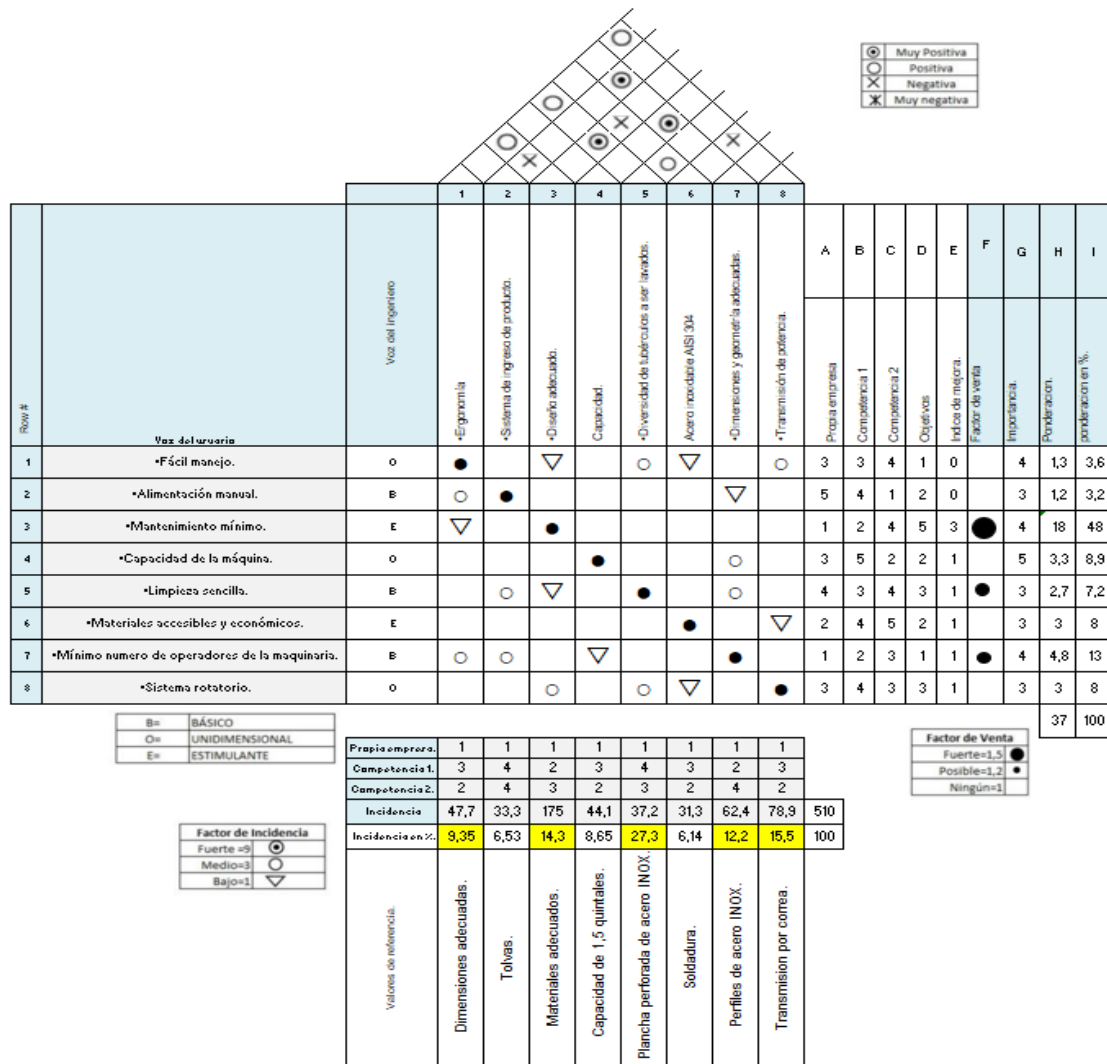 Muy Positiva
Positiva
Negativa
Muy negativa
1 2 3 4 5 6 7 8
Row #
Voz del usuario
Voz del ingeniero
•Ergonomía
•Sistema de ingreso de producto.
•Diseño adecuado.
Capacidad.
•Diversidad de tubérculos a ser lavados.
Acero inoxidable AISI 304
•Dimensiones y geometría adecuadas.
•Transmisión de potencia.
A B C D E F G H I
Propia empresa
Competencia 1
Competencia 2
Objetivos
Indice de mejora.
Factor de venta
Importancia.
Ponderacion.
ponderacion en %.
1 •Fácil manejo. O 3 3 4 1 0 4 1,3 3,6
2 •Alimentación manual. B 5 4 1 2 0 3 1,2 3,2
3 •Mantenimiento mínimo. E 1 2 4 5 3 4 18 48
4 •Capacidad de la máquina. O 3 5 2 2 1 5 3,3 8,9
5 •Limpieza sencilla. B 4 3 4 3 1 3 2,7 7,2
6 •Materiales accesibles y económicos. E 2 4 5 2 1 3 3 8
7 •Mínimo numero de operadores de la maquinaria. B 1 2 3 1 1 4 4,8 13
8 •Sistema rotatorio. O 3 4 3 3 1 3 3 8
37 100
B= BÁSICO
O= UNIDIMENSIONAL
E= ESTIMULANTE
Factor de Venta
Fuerte=1,5
Posible=1,2
Ningún=1
Propia empresa. 1 1 1 1 1 1 1 1
Competencia 1. 3 4 2 3 4 3 2 3
Competencia 2. 2 4 3 2 3 2 4 2
Incidencia 47,7 33,3 175 44,1 37,2 31,3 62,4 78,9 510
Incidencia en %. 9,35 6,53 14,3 8,65 27,3 6,14 12,2 15,5 100
Factor de Incidencia
Fuerte =9
Medio=3
Bajo=1
Valores de referencia.
Dimensiones adecuadas.
Tolvas.
Materiales adecuados.
Capacidad de 1,5 quintales.
Plancha perforada de acero INOX.
Soldadura.
Perfiles de acero INOX.
Transmision por correa.